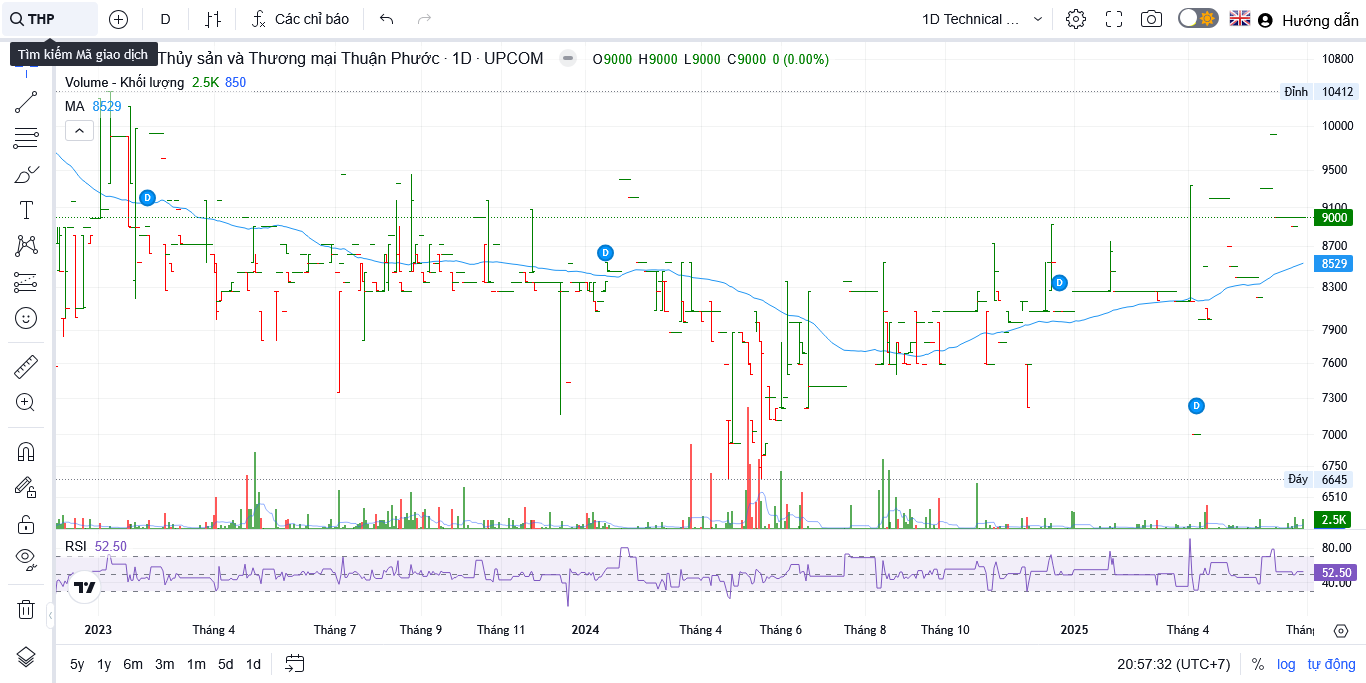 THP D Các chỉ báo 1D Technical ... Hướng dẫn
Tìm kiếm Mã giao dịch
Thủy sản và Thương mại Thuận Phước · 1D · UPCOM O9000 H9000 L9000 C9000 0 (0.00%)
Volume - Khối lượng 2.5K 850
MA 8529
10800
Đỉnh 10412
10000
9500
9100
9000
8700
8529
8300
7900
7600
7300
7000
6750
Đáy 6645
6510
2.5K
D
D
D
D
RSI 52.50
80.00
52.50
40.00
2023 Tháng 4 Tháng 7 Tháng 9 Tháng 11 2024 Tháng 4 Tháng 6 Tháng 8 Tháng 10 2025 Tháng 4 Thán
5y 1y 6m 3m 1m 5d 1d 20:57:32 (UTC+7) % log tự động